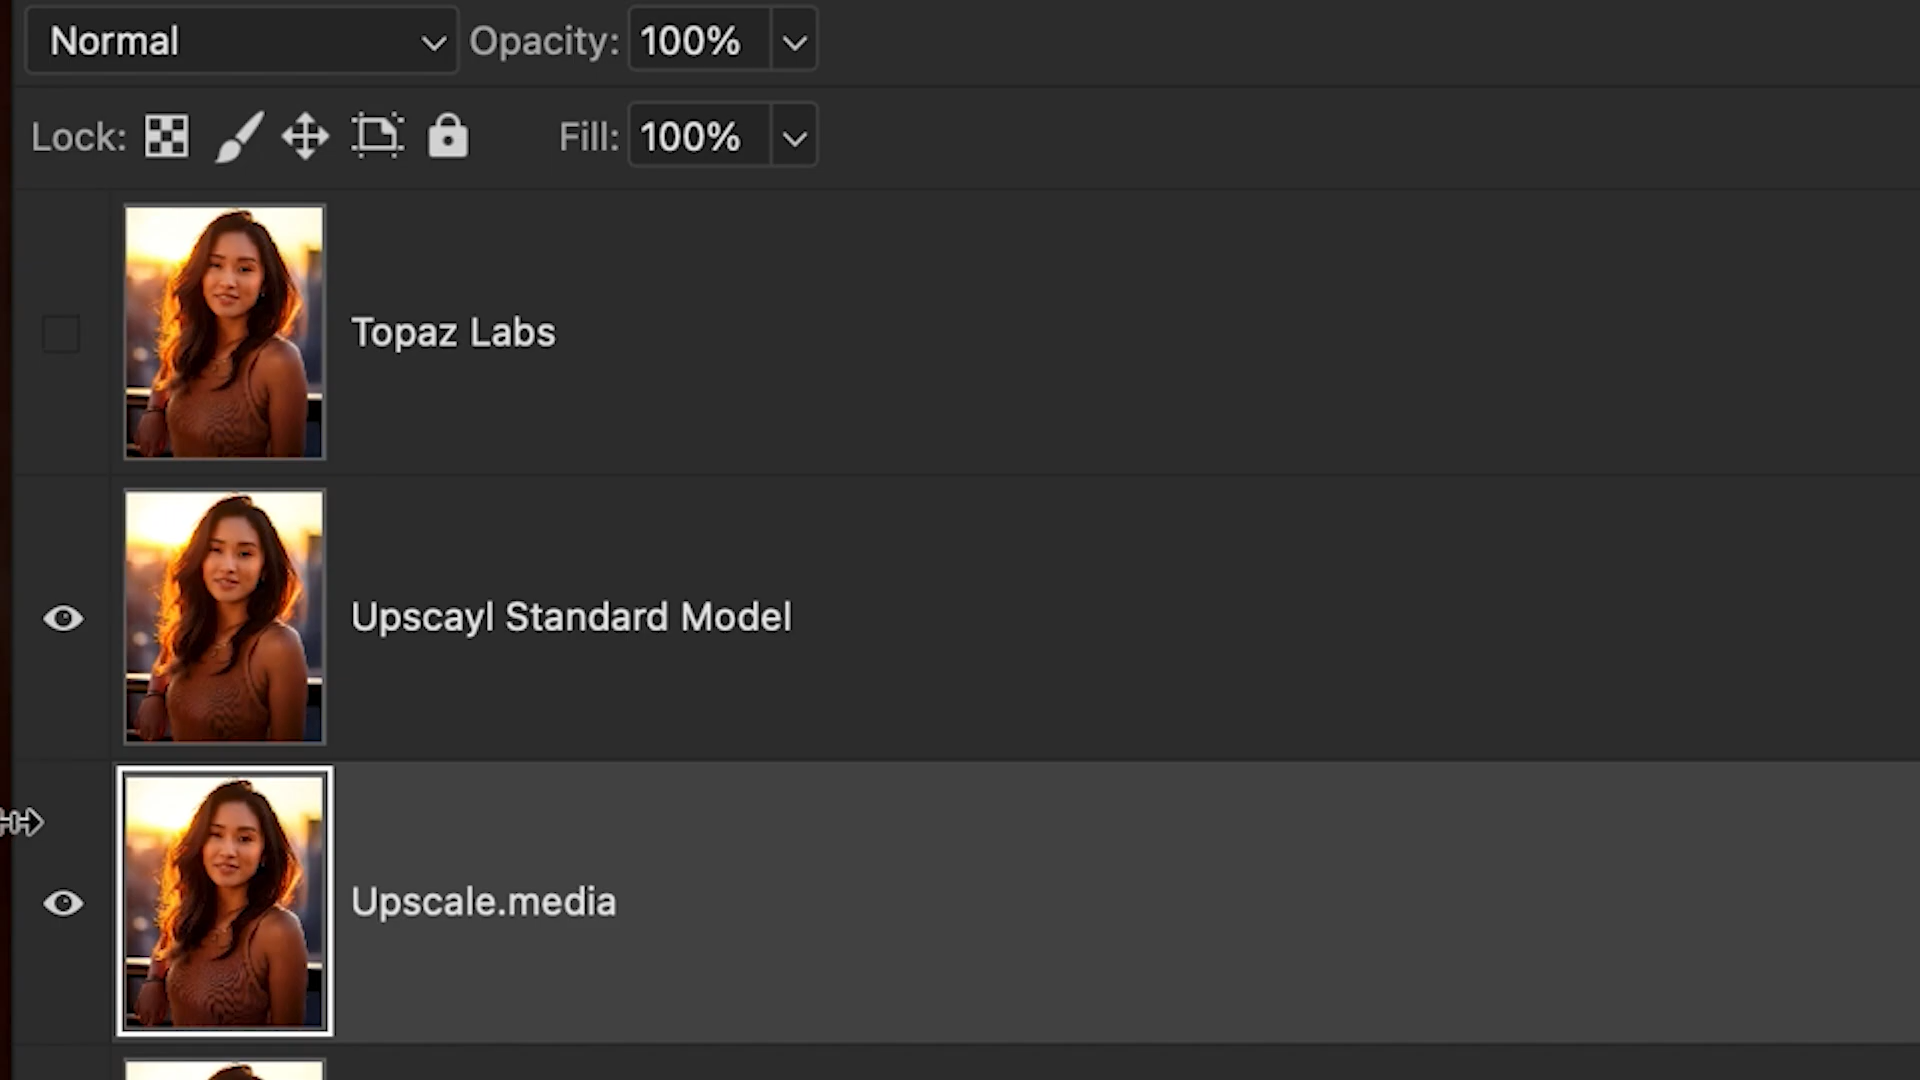 Normal Opacity: 100%
Lock: Fill: 100%
Topaz Labs
Upscayl Standard Model
Upscale.media